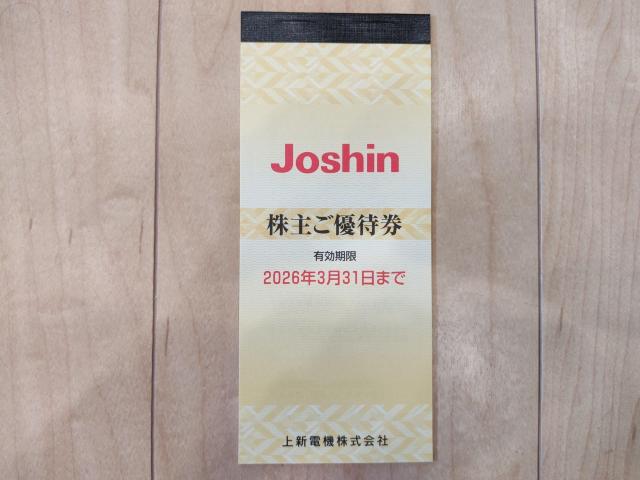 Joshin
株主ご優待券
有効期限
2026年3月31日まで
上新電機株式会社